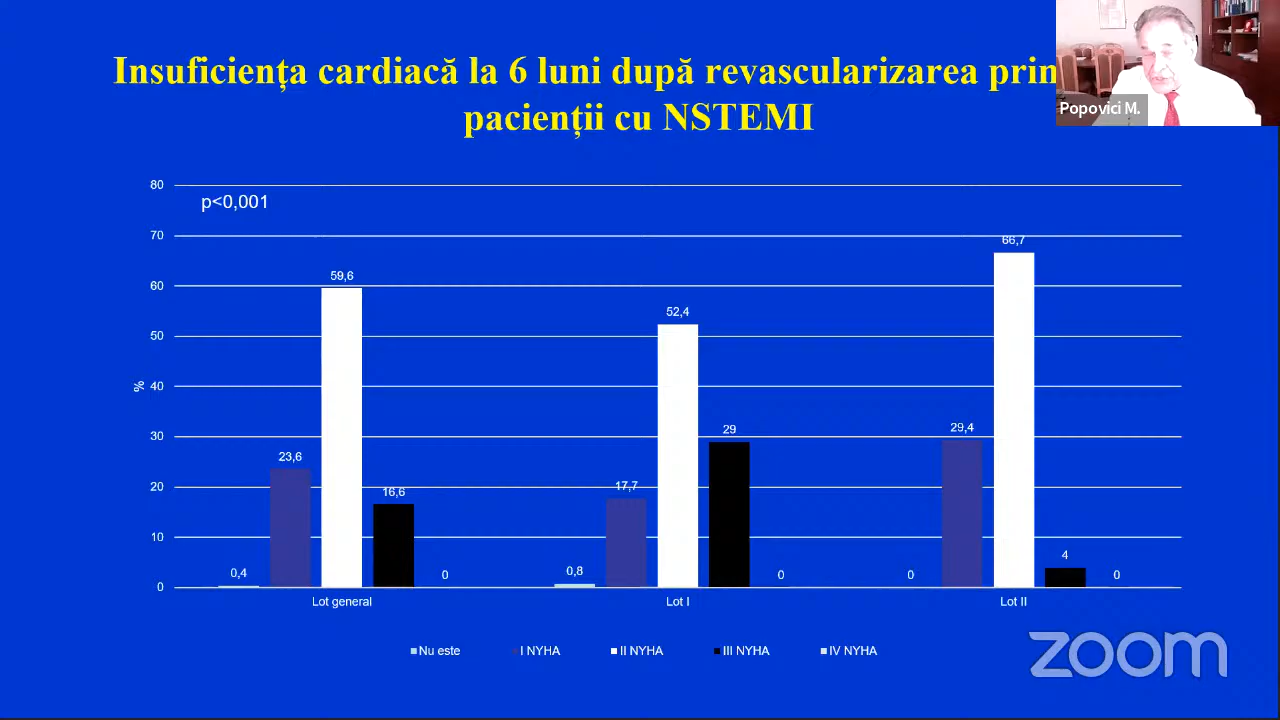 Insuficiența cardiacă la 6 luni după revascularizarea prin
pacienții cu NSTEMI
Popovici M.
p<0,001
80
70
60
50
40
30
20
10
0
%
0,4
23,6
59,6
16,6
0
0,8
17,7
52,4
29
0
0
29,4
66,7
4
0
Lot general
Lot I
Lot II
Nu este
I NYHA
II NYHA
III NYHA
IV NYHA
zoom